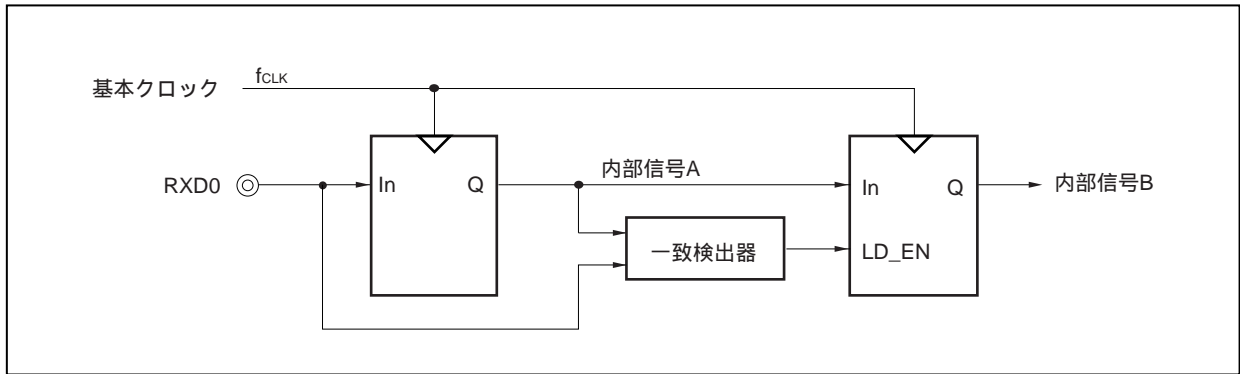 基本クロック
fCLK
RXD0
In
Q
内部信号A
一致検出器
In
Q
LD_EN
内部信号B